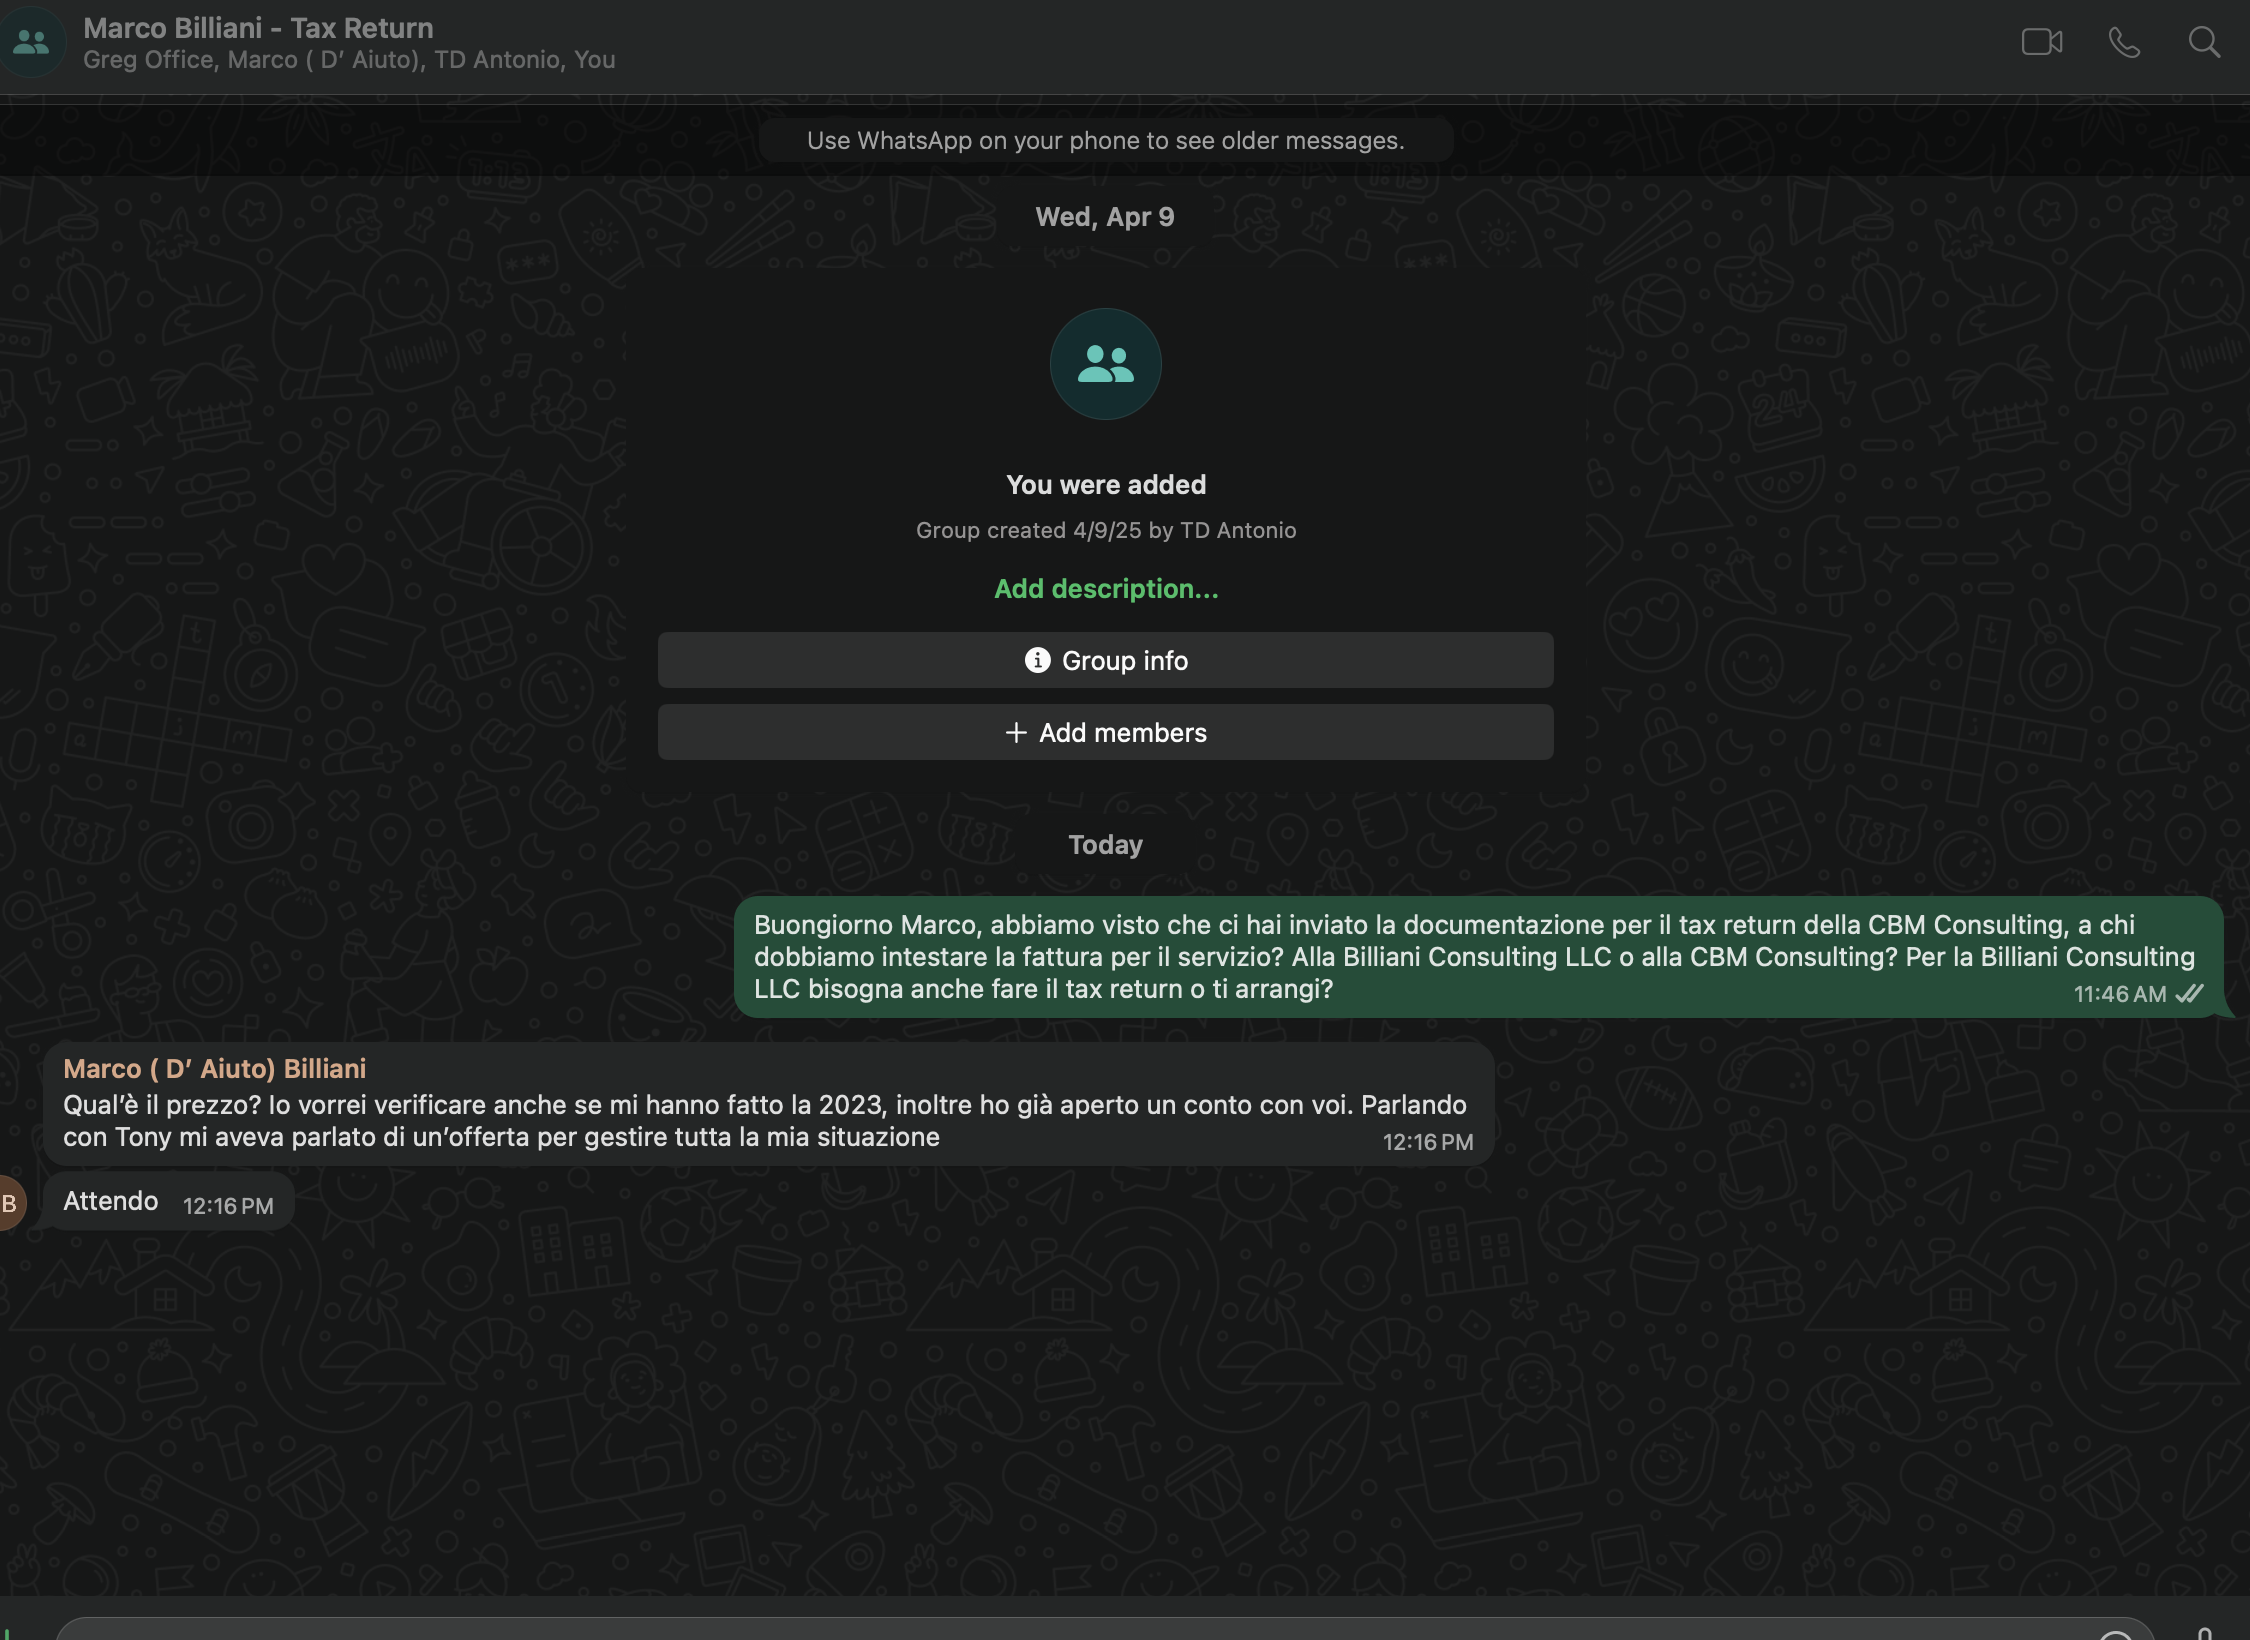 Marco Billiani - Tax Return
Greg Office, Marco ( D’ Aiuto), TD Antonio, You
Use WhatsApp on your phone to see older messages.
Wed, Apr 9
You were added
Group created 4/9/25 by TD Antonio
Add description...
Group info
Add members
Today
Buongiorno Marco, abbiamo visto che ci hai inviato la documentazione per il tax return della CBM Consulting, a chi
dobbiamo intestare la fattura per il servizio? Alla Billiani Consulting LLC o alla CBM Consulting? Per la Billiani Consulting
LLC bisogna anche fare il tax return o ti arrangi?
11:46 AM
Marco ( D’ Aiuto) Billiani
Qual’è il prezzo? Io vorrei verificare anche se mi hanno fatto la 2023, inoltre ho già aperto un conto con voi. Parlando
con Tony mi aveva parlato di un’offerta per gestire tutta la mia situazione
12:16 PM
B
Attendo 12:16 PM